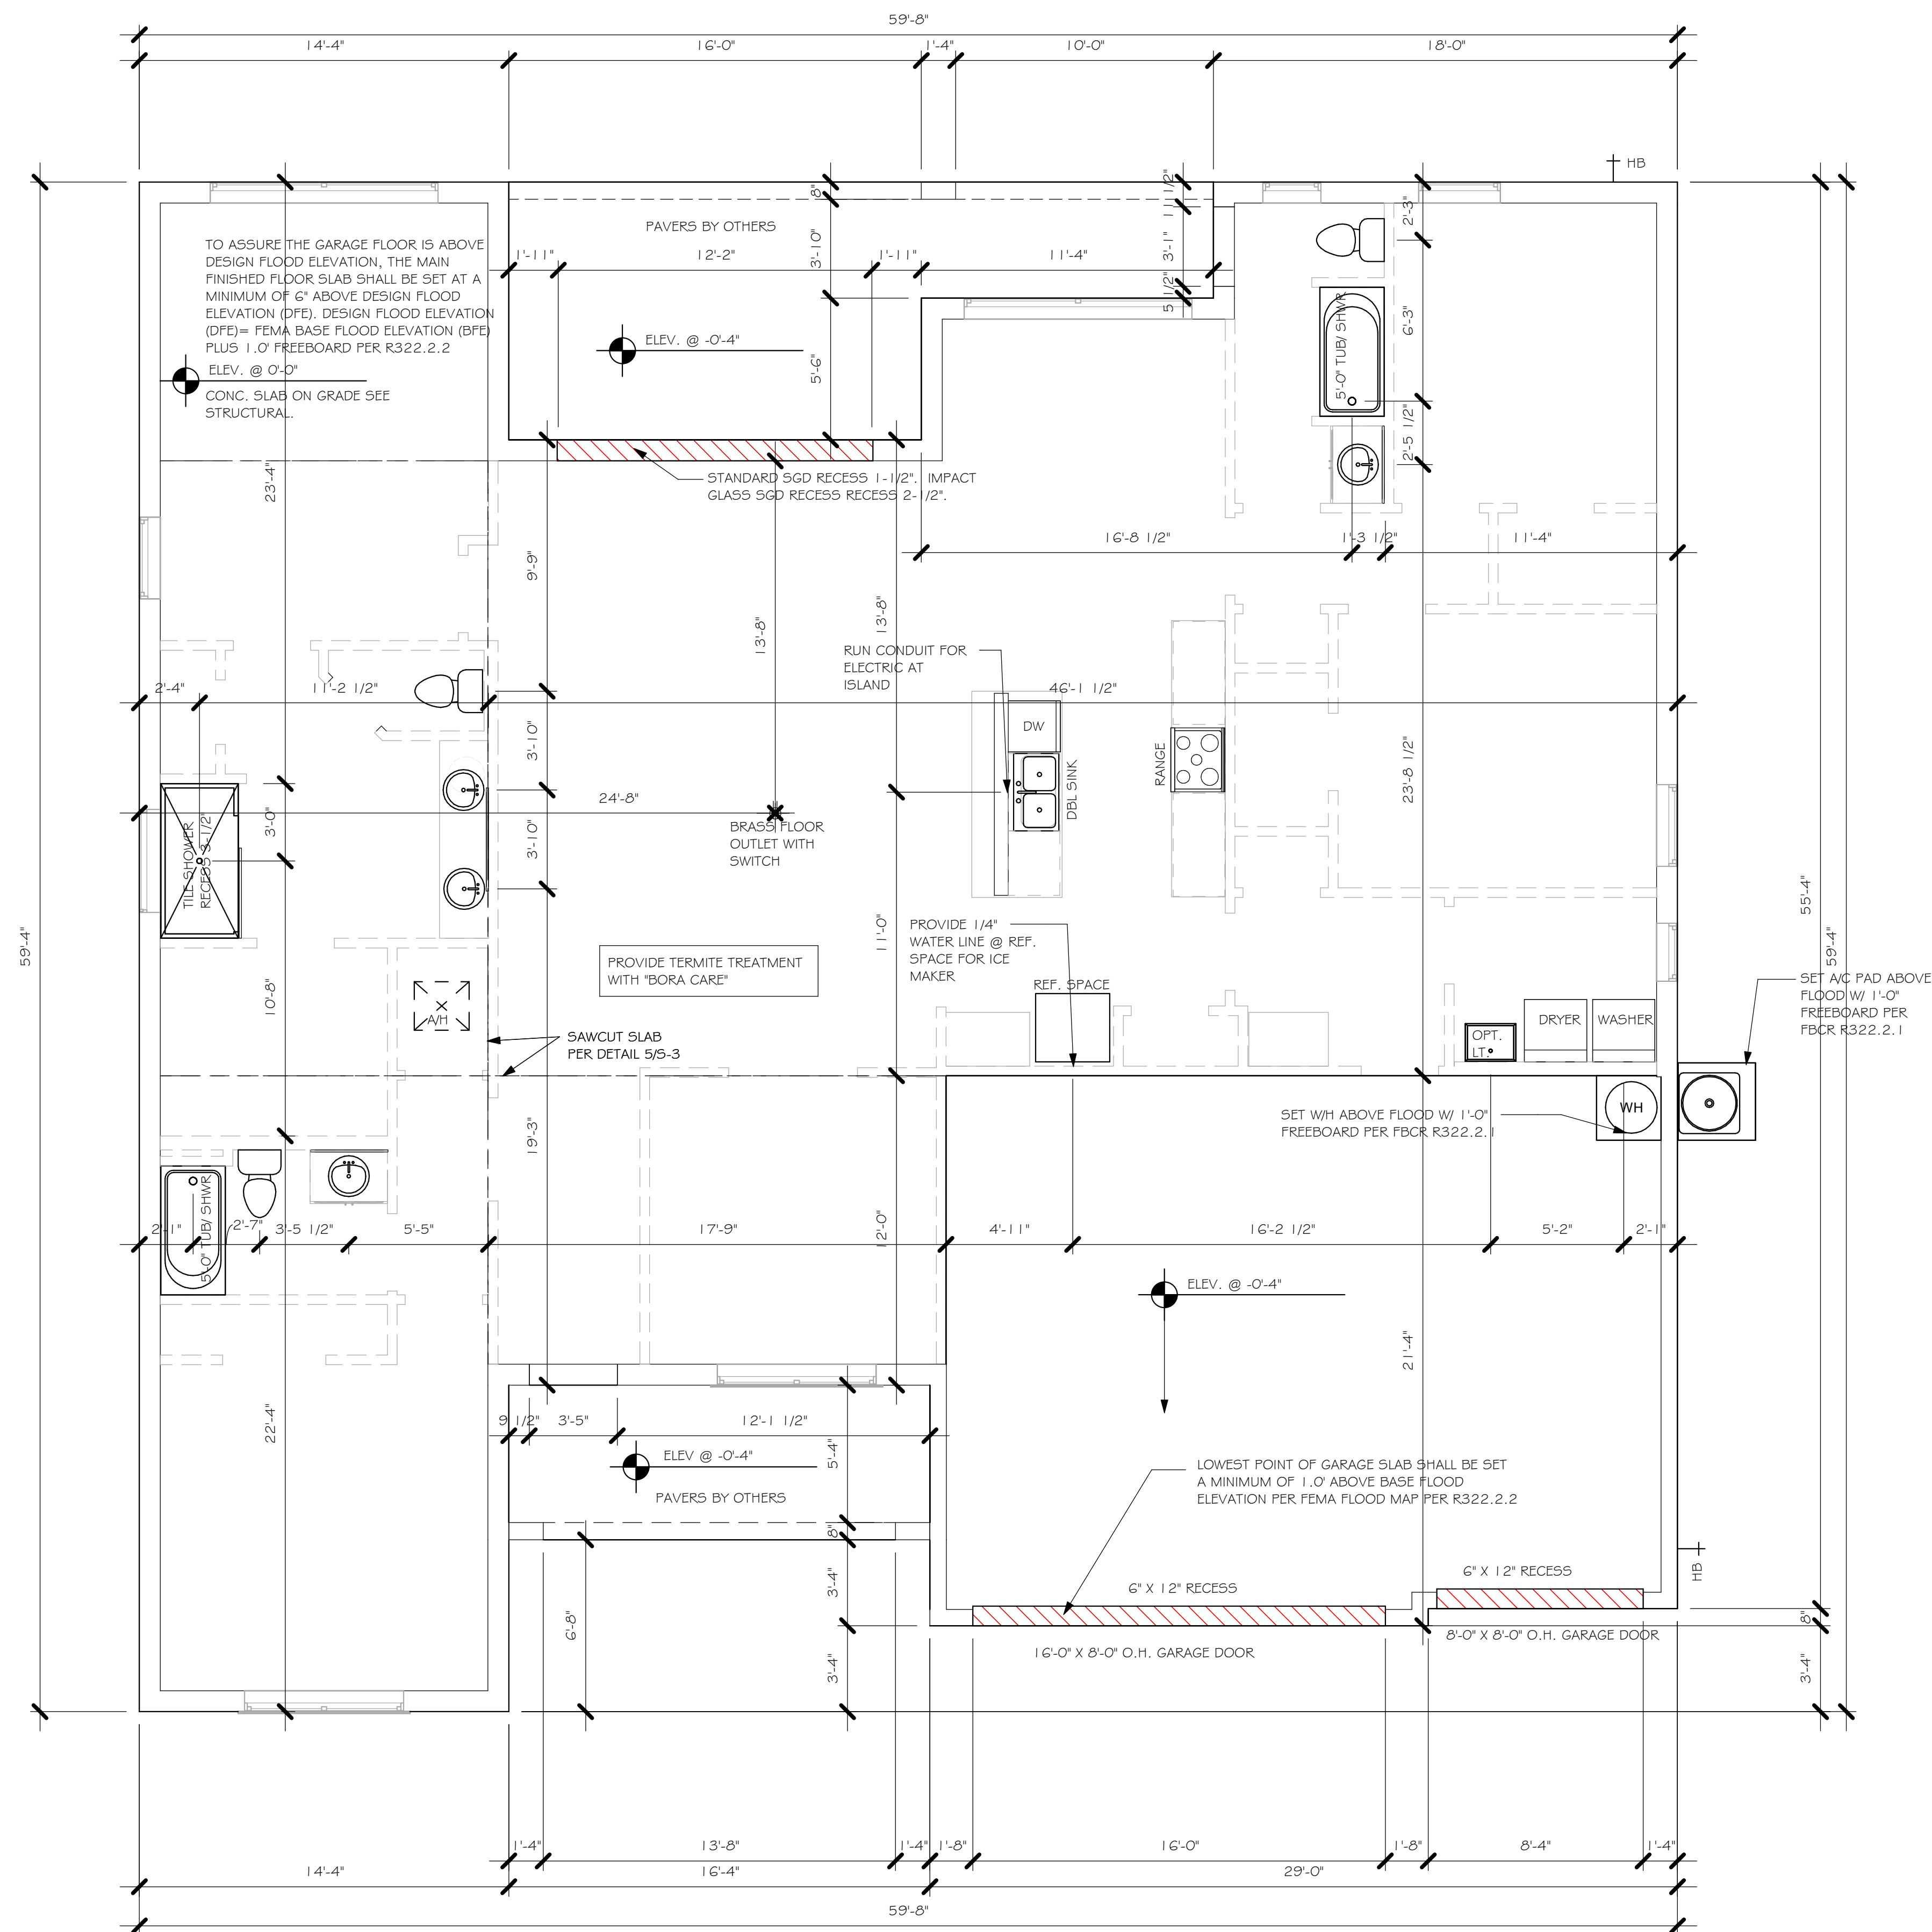 59'-8"
14'-4"
16'-0"
1'-4"
10'-0"
18'-0"
HB
8"
1 1/2"
2'-3"
PAVERS BY OTHERS
3'-10"
3'-1"
1'-11"
12'-2"
1'-11"
11'-4"
5 1/2"
TO ASSURE THE GARAGE FLOOR IS ABOVE
DESIGN FLOOD ELEVATION, THE MAIN
FINISHED FLOOR SLAB SHALL BE SET AT A
MINIMUM OF 6" ABOVE DESIGN FLOOD
ELEVATION (DFE). DESIGN FLOOD ELEVATION
(DFE)= FEMA BASE FLOOD ELEVATION (BFE)
PLUS 1.0' FREEBOARD PER R322.2.2
ELEV. @ 0'-0"
CONC. SLAB ON GRADE SEE
STRUCTURAL.
ELEV. @ -0'-4"
5'-6"
5'-0" TUB/ SHWR
6'-3"
2'-5 1/2"
23'-4"
STANDARD SGD RECESS 1-1/2". IMPACT
GLASS SGD RECESS RECESS 2-1/2".
9'-9"
16'-8 1/2"
1'-3 1/2"
11'-4"
13'-8"
13'-8"
RUN CONDUIT FOR
ELECTRIC AT
ISLAND
2'-4"
11'-2 1/2"
46'-1 1/2"
DW
DBL SINK
RANGE
3'-10"
23'-8 1/2"
24'-8"
BRASS FLOOR
OUTLET WITH
SWITCH
TILE SHOWER
RECESS 3-1/2"
3'-0"
3'-10"
11'-0"
59'-4"
55'-4"
59'-4"
PROVIDE 1/4"
WATER LINE @ REF.
SPACE FOR ICE
MAKER
REF. SPACE
PROVIDE TERMITE TREATMENT
WITH "BORA CARE"
10'-8"
A/H
SAWCUT SLAB
PER DETAIL 5/S-3
OPT.
LT.
DRYER
WASHER
SET A/C PAD ABOVE
FLOOD W/ 1'-0"
FREEBOARD PER
FBCR R322.2.1
WH
SET W/H ABOVE FLOOD W/ 1'-0"
FREEBOARD PER FBCR R322.2.1
19'-3"
12'-0"
5'-0" TUB/ SHWR
2'-1"
2'-7"
3'-5 1/2"
5'-5"
17'-9"
4'-11"
16'-2 1/2"
5'-2"
2'-1"
ELEV. @ -0'-4"
21'-4"
22'-4"
9 1/2"
3'-5"
12'-1 1/2"
ELEV @ -0'-4"
5'-4"
PAVERS BY OTHERS
8"
LOWEST POINT OF GARAGE SLAB SHALL BE SET
A MINIMUM OF 1.0' ABOVE BASE FLOOD
ELEVATION PER FEMA FLOOD MAP PER R322.2.2
HB
6" X 12" RECESS
6" X 12" RECESS
3'-4"
6'-8"
8"
16'-0" X 8'-0" O.H. GARAGE DOOR
8'-0" X 8'-0" O.H. GARAGE DOOR
3'-4"
3'-4"
1'-4"
13'-8"
1'-4"
1'-8"
16'-0"
1'-8"
8'-4"
1'-4"
14'-4"
16'-4"
29'-0"
59'-8"